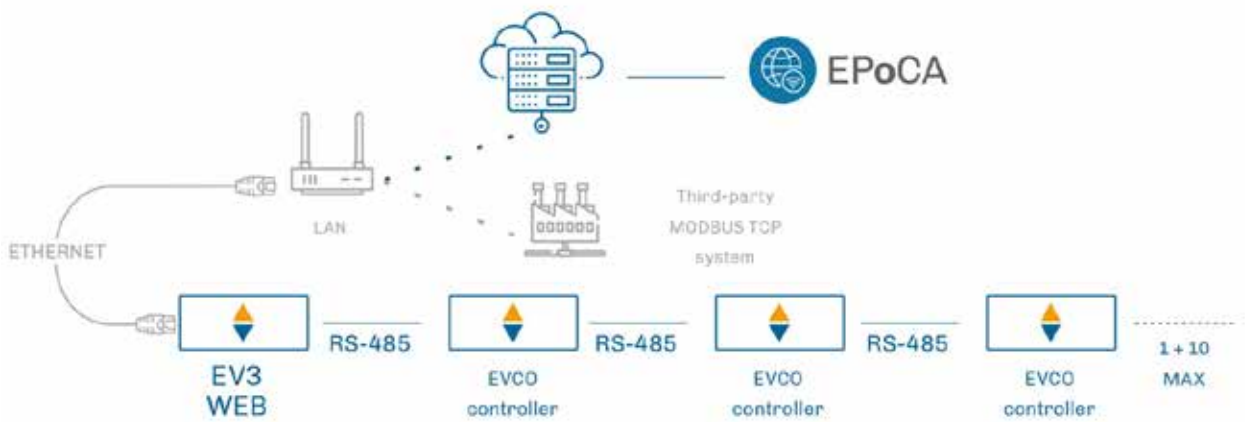 EPoCA
Third-party
MODBUS TCP
system
LAN
ETHERNET
RS-485
RS-485
RS-485
EV3
WEB
EVCO
controller
EVCO
controller
EVCO
controller
1 + 10
MAX